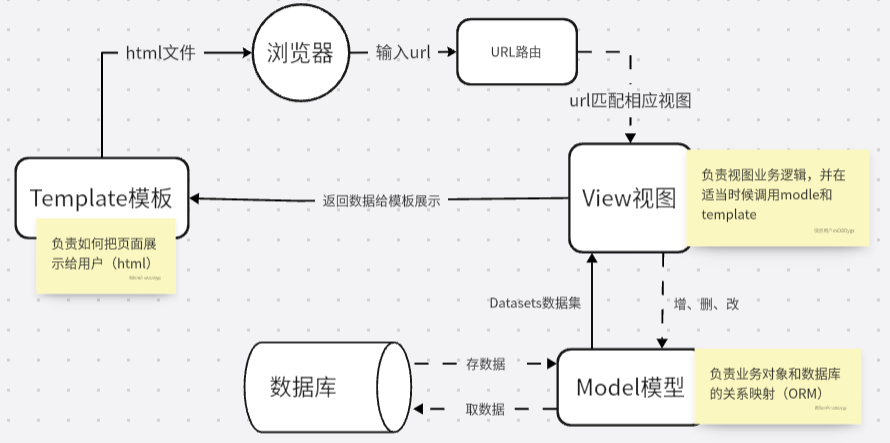 html文件
浏览器
输入url
URL路由
url匹配相应视图
Template模板
负责如何把页面展
示给用户（html）
返回数据给模板展示
View视图
负责视图业务逻辑，并在
适当时候调用modle和
template
Datasets数据集
增、删、改
数据库
存数据
取数据
Model模型
负责业务对象和数据库
的关系映射（ORM）